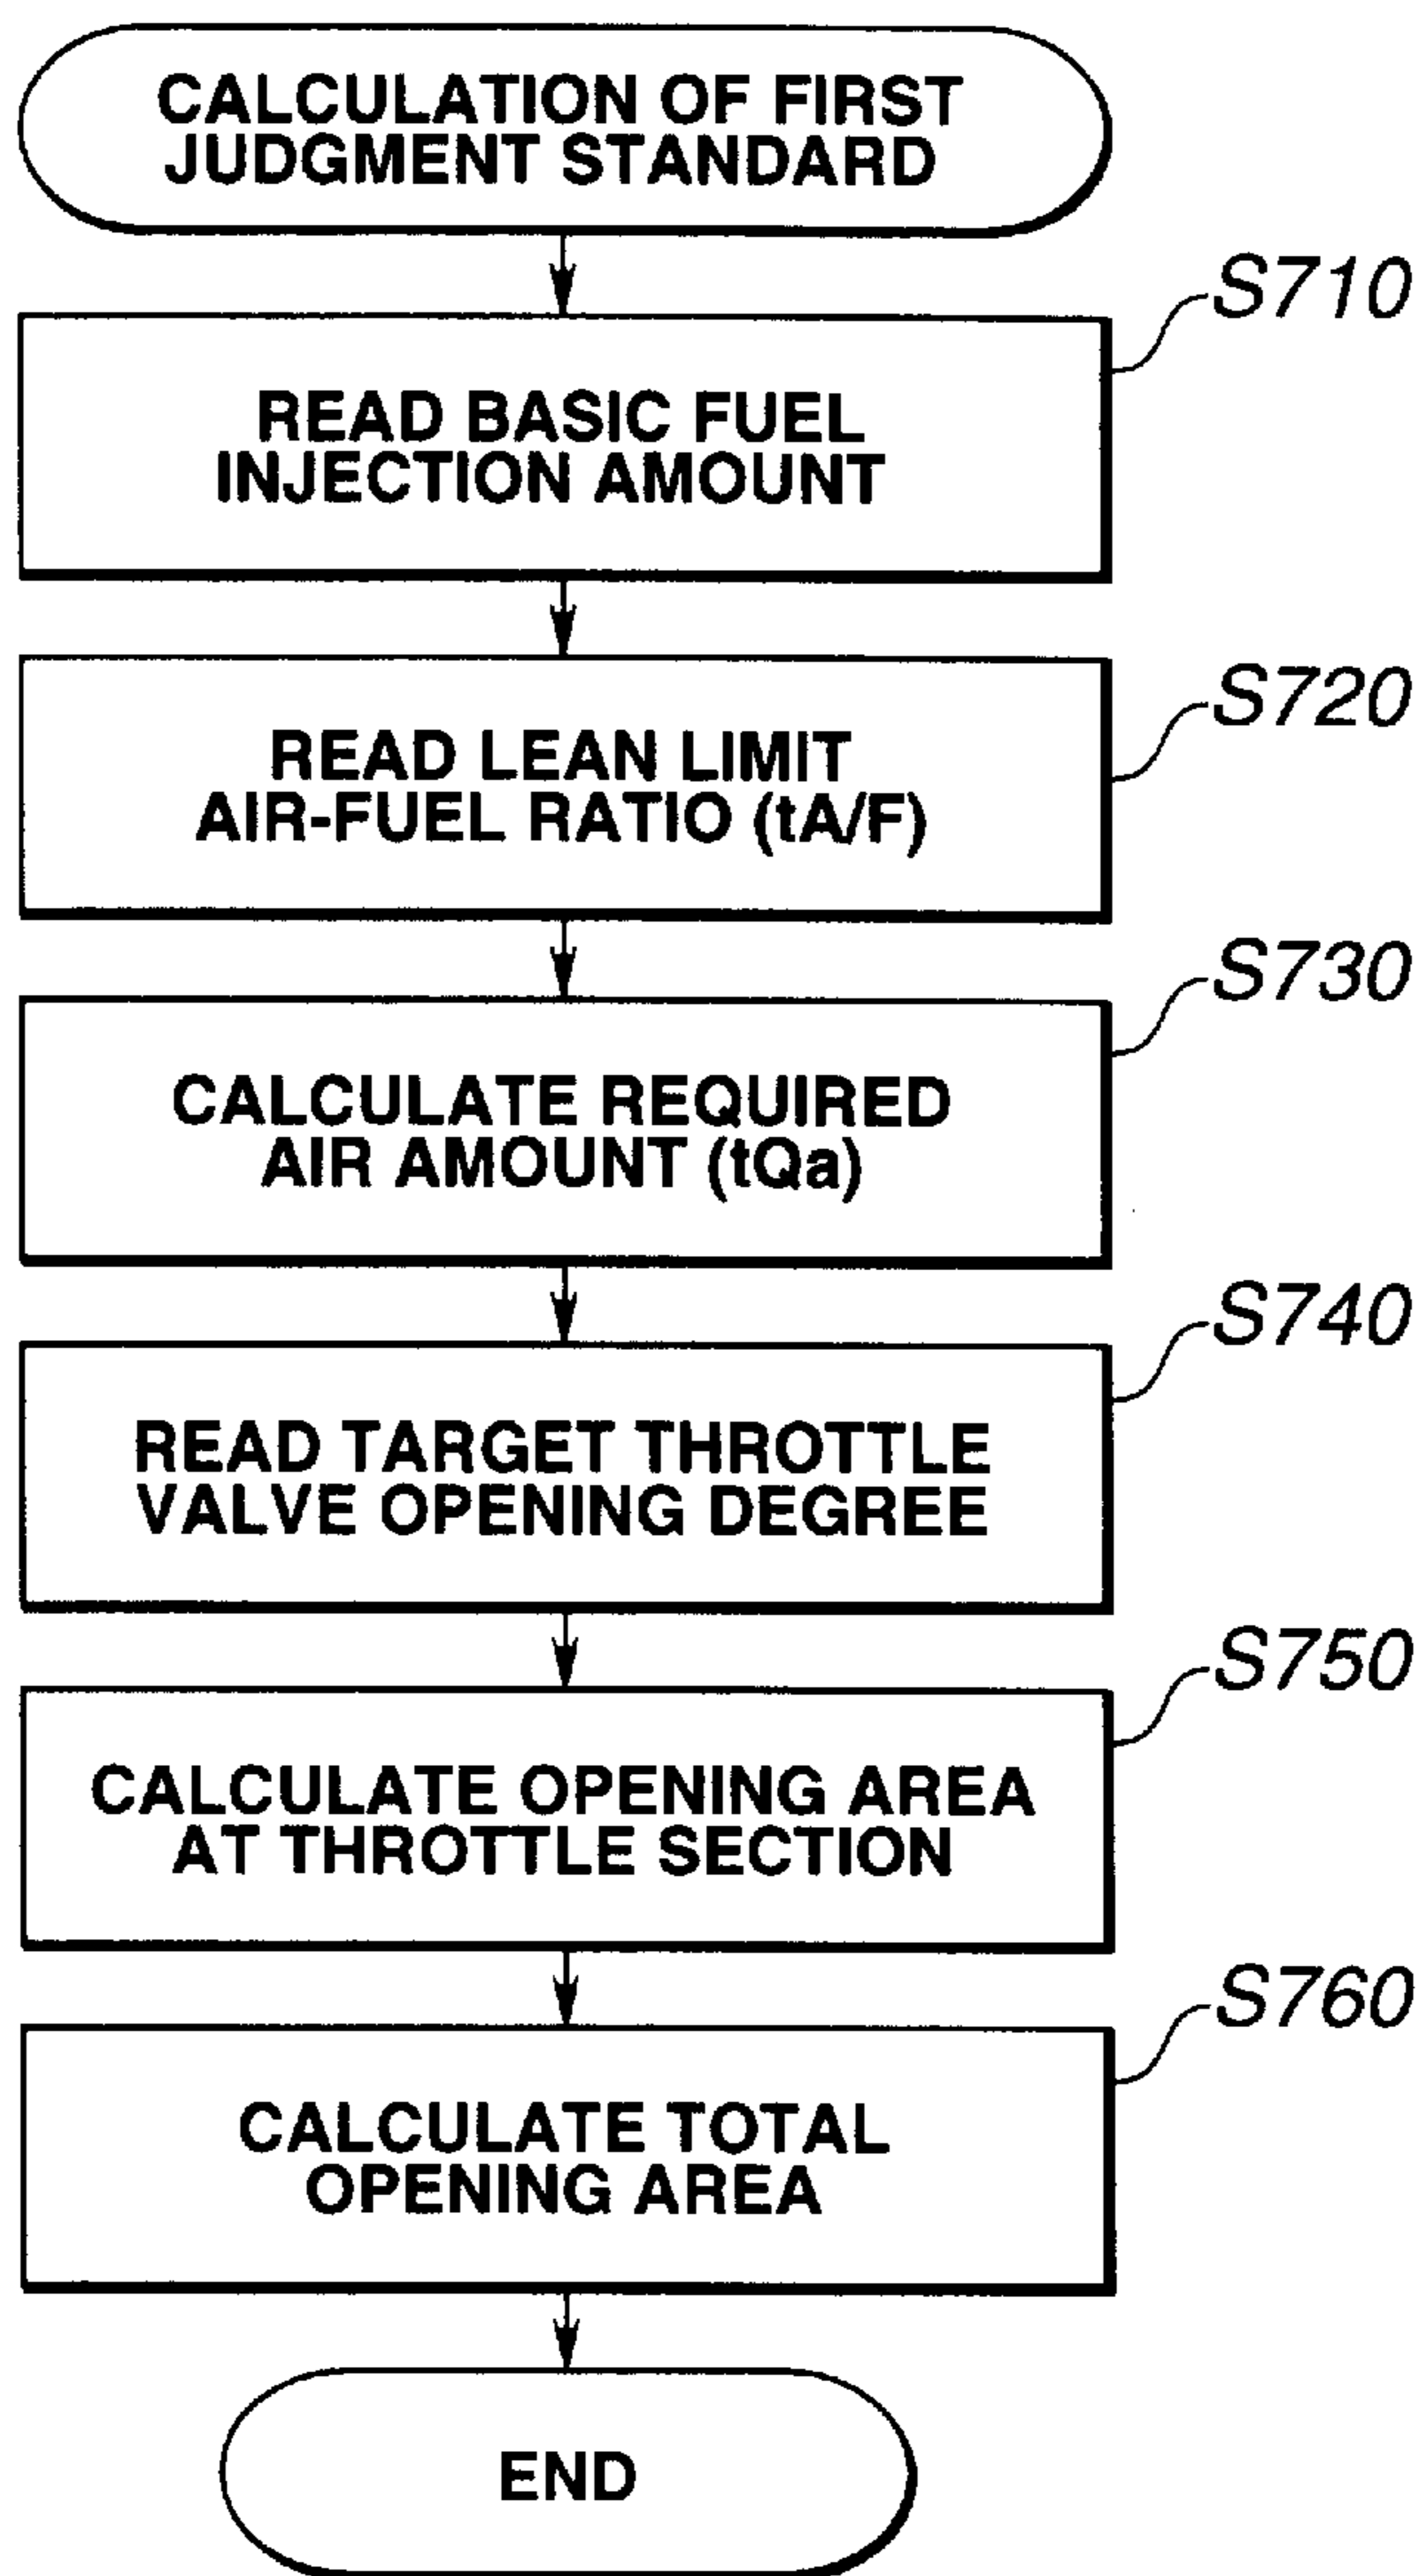 CALCULATION OF FIRST
JUDGMENT STANDARD
S710
READ BASIC FUEL
INJECTION AMOUNT
S720
READ LEAN LIMIT
AIR-FUEL RATIO (tA/F)
S730
CALCULATE REQUIRED
AIR AMOUNT (tQa)
S740
READ TARGET THROTTLE
VALVE OPENING DEGREE
S750
CALCULATE OPENING AREA
AT THROTTLE SECTION
S760
CALCULATE TOTAL
OPENING AREA
END